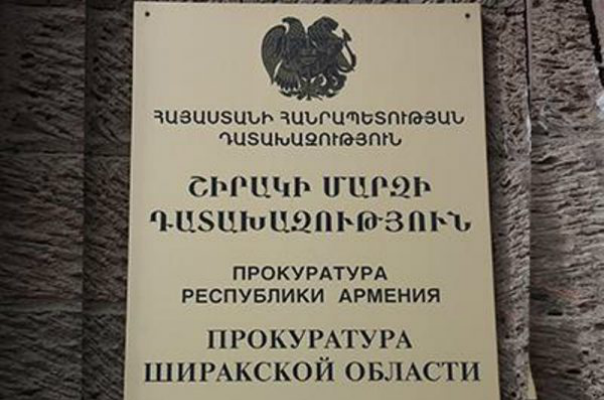 ՀԱՅԱՍՏԱՆԻ ՀԱՆՐԱՊԵՏՈՒԹՅԱՆ
ԴԱՏԱԽԱԶՈՒԹՅՈՒՆ
ՇԻՐԱԿԻ ՄԱՐԶԻ
ԴԱՏԱԽԱԶՈՒԹՅՈՒՆ
ПРОКУРАТУРА
РЕСПУБЛИКИ АРМЕНИЯ
ПРОКУРАТУРА
ШИРАКСКОЙ ОБЛАСТИ